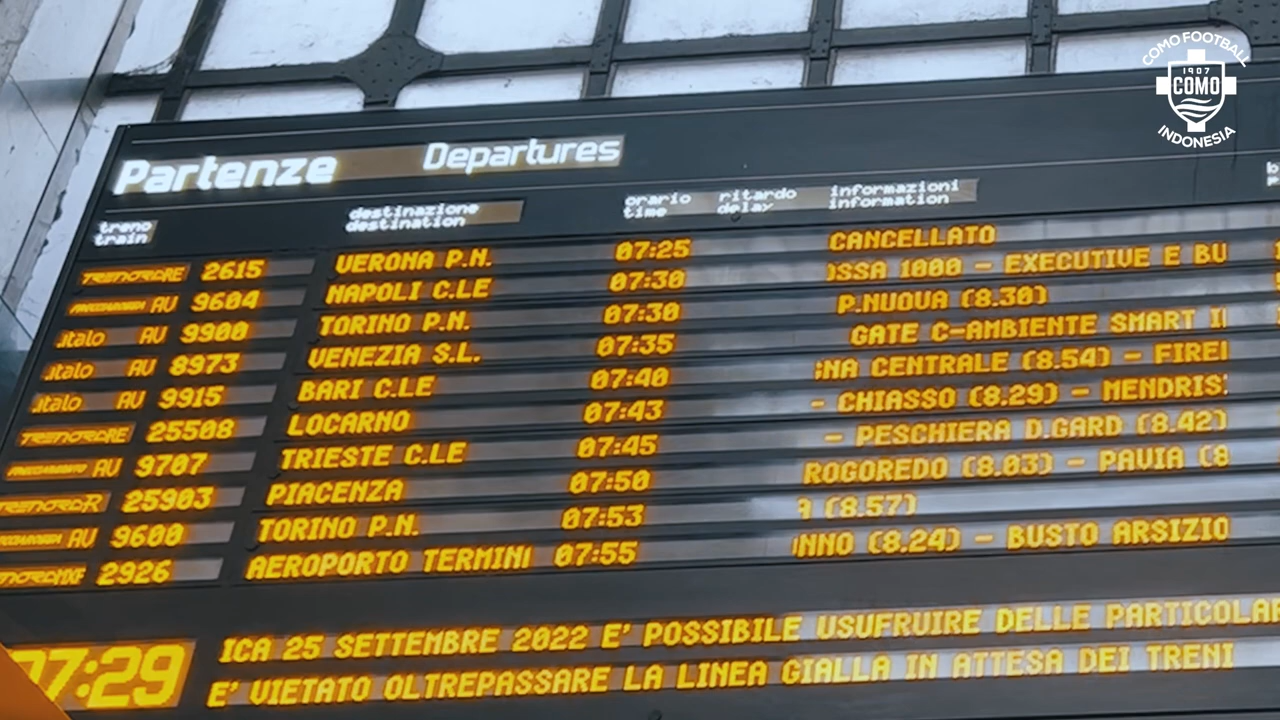 COMO FOOTBALL
1907
COMO
INDONESIA
Partenze Departures
treno destinazione orario ritardo informazioni
train destination time delay information
TRENORD RE 2615 VERONA P.N. 07:25 CANCELLATO
AV 9604 NAPOLI C.LE 07:30 OSSA 1000 - EXECUTIVE E BU
.italo AV 9900 TORINO P.N. 07:30 P.NUOVA (8.30)
.italo AV 8973 VENEZIA S.L. 07:35 GATE C-AMBIENTE SMART I
.italo AV 9915 BARI C.LE 07:40 NA CENTRALE (8.54) - FIRE
TRENORD RE 25508 LOCARNO 07:43 - CHIASSO (8.29) - MENDRIS
AV 9707 TRIESTE C.LE 07:45 - PESCHIERA D.GARD (8.42)
TRENORD R 25903 PIACENZA 07:50 ROGOREDO (8.03) - PAVIA (8
AV 9600 TORINO P.N. 07:53 A (8.57)
2926 AEROPORTO TERMINI 07:55 NNO (8.24) - BUSTO ARSIZIO
07:29 ICA 25 SETTEMBRE 2022 E' POSSIBILE USUFRUIRE DELLE PARTICOLAR
E' VIETATO OLTREPASSARE LA LINEA GIALLA IN ATTESA DEI TRENI